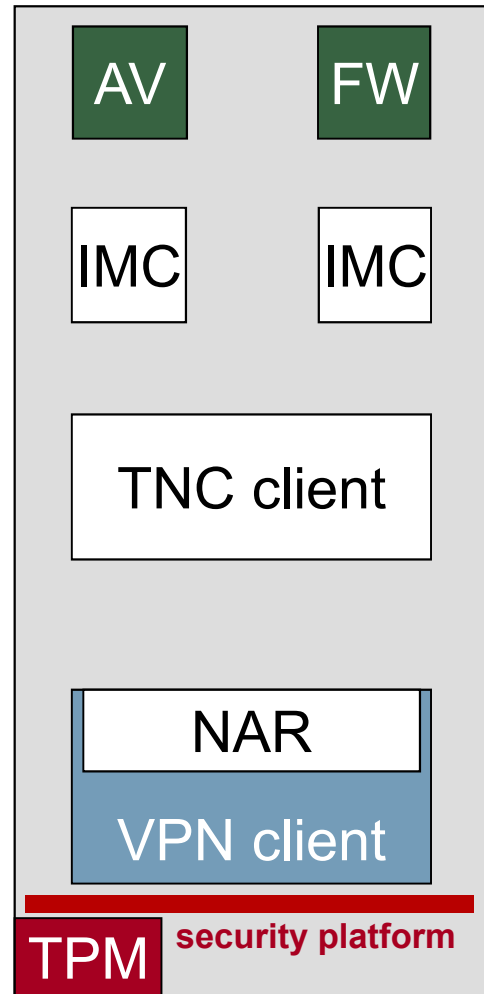 AV
FW
IMC
IMC
TNC client
NAR
VPN client
security platform
TPM